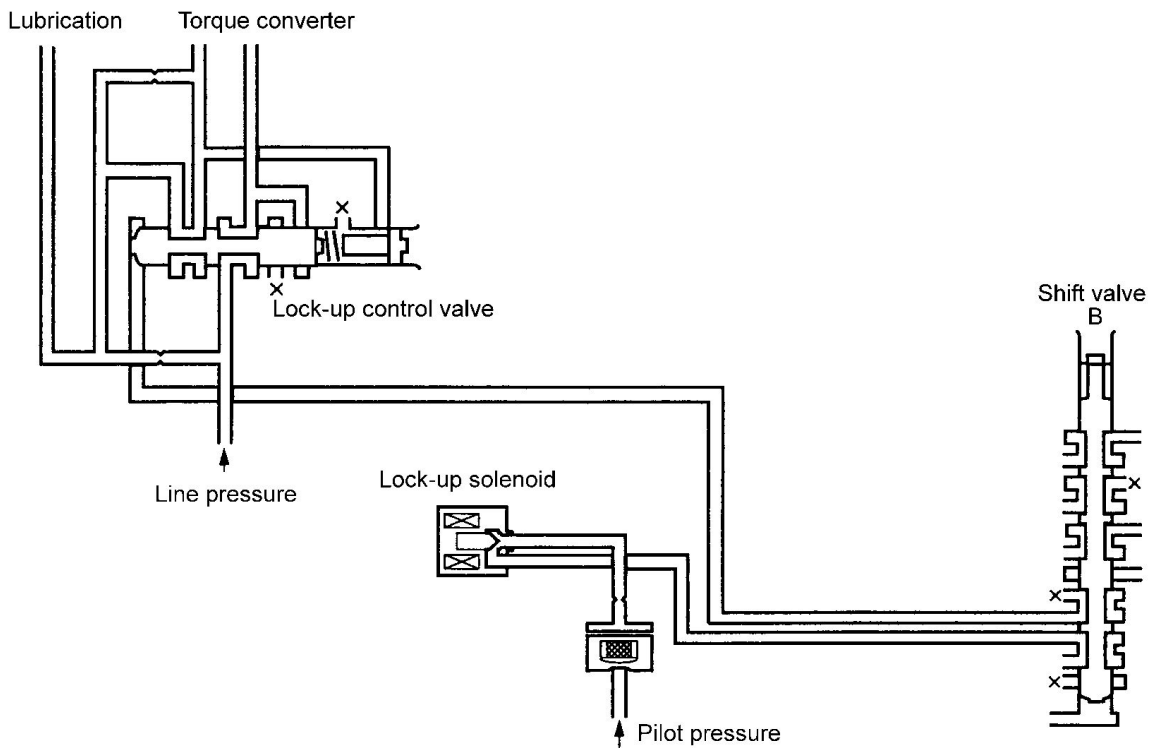 Lubrication
Torque converter
Lock-up control valve
Shift valve
B
Line pressure
Lock-up solenoid
Pilot pressure